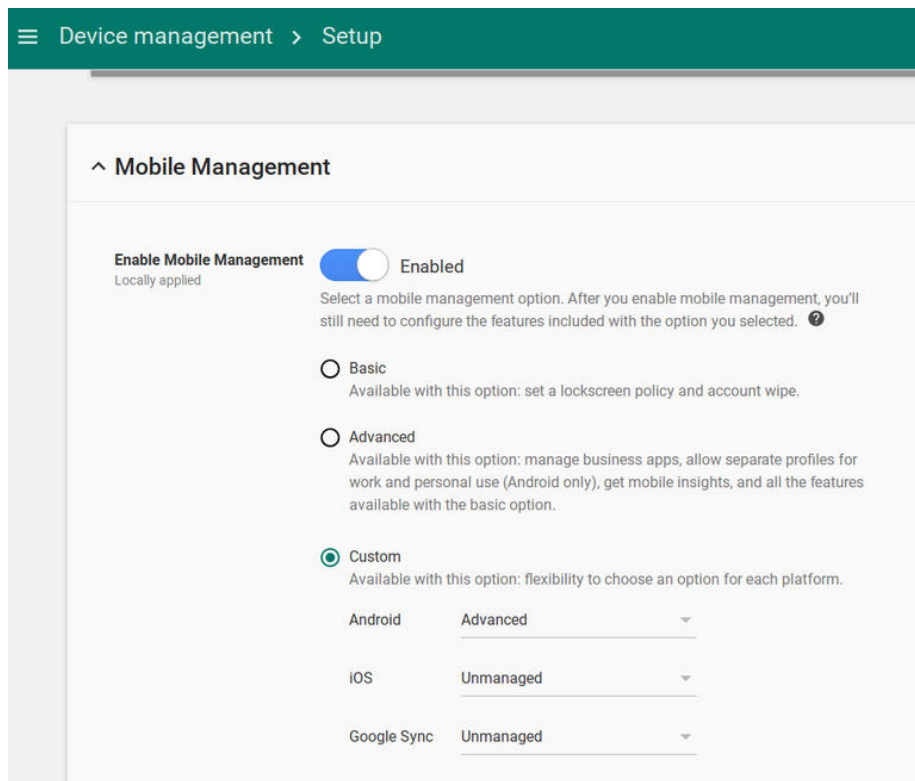 Device management > Setup
Mobile Management
Enable Mobile Management
Locally applied
Enabled
Select a mobile management option. After you enable mobile management, you'll
still need to configure the features included with the option you selected.
Basic
Available with this option: set a lockscreen policy and account wipe.
Advanced
Available with this option: manage business apps, allow separate profiles for
work and personal use (Android only), get mobile insights, and all the features
available with the basic option.
Custom
Available with this option: flexibility to choose an option for each platform.
Android Advanced
iOS Unmanaged
Google Sync Unmanaged